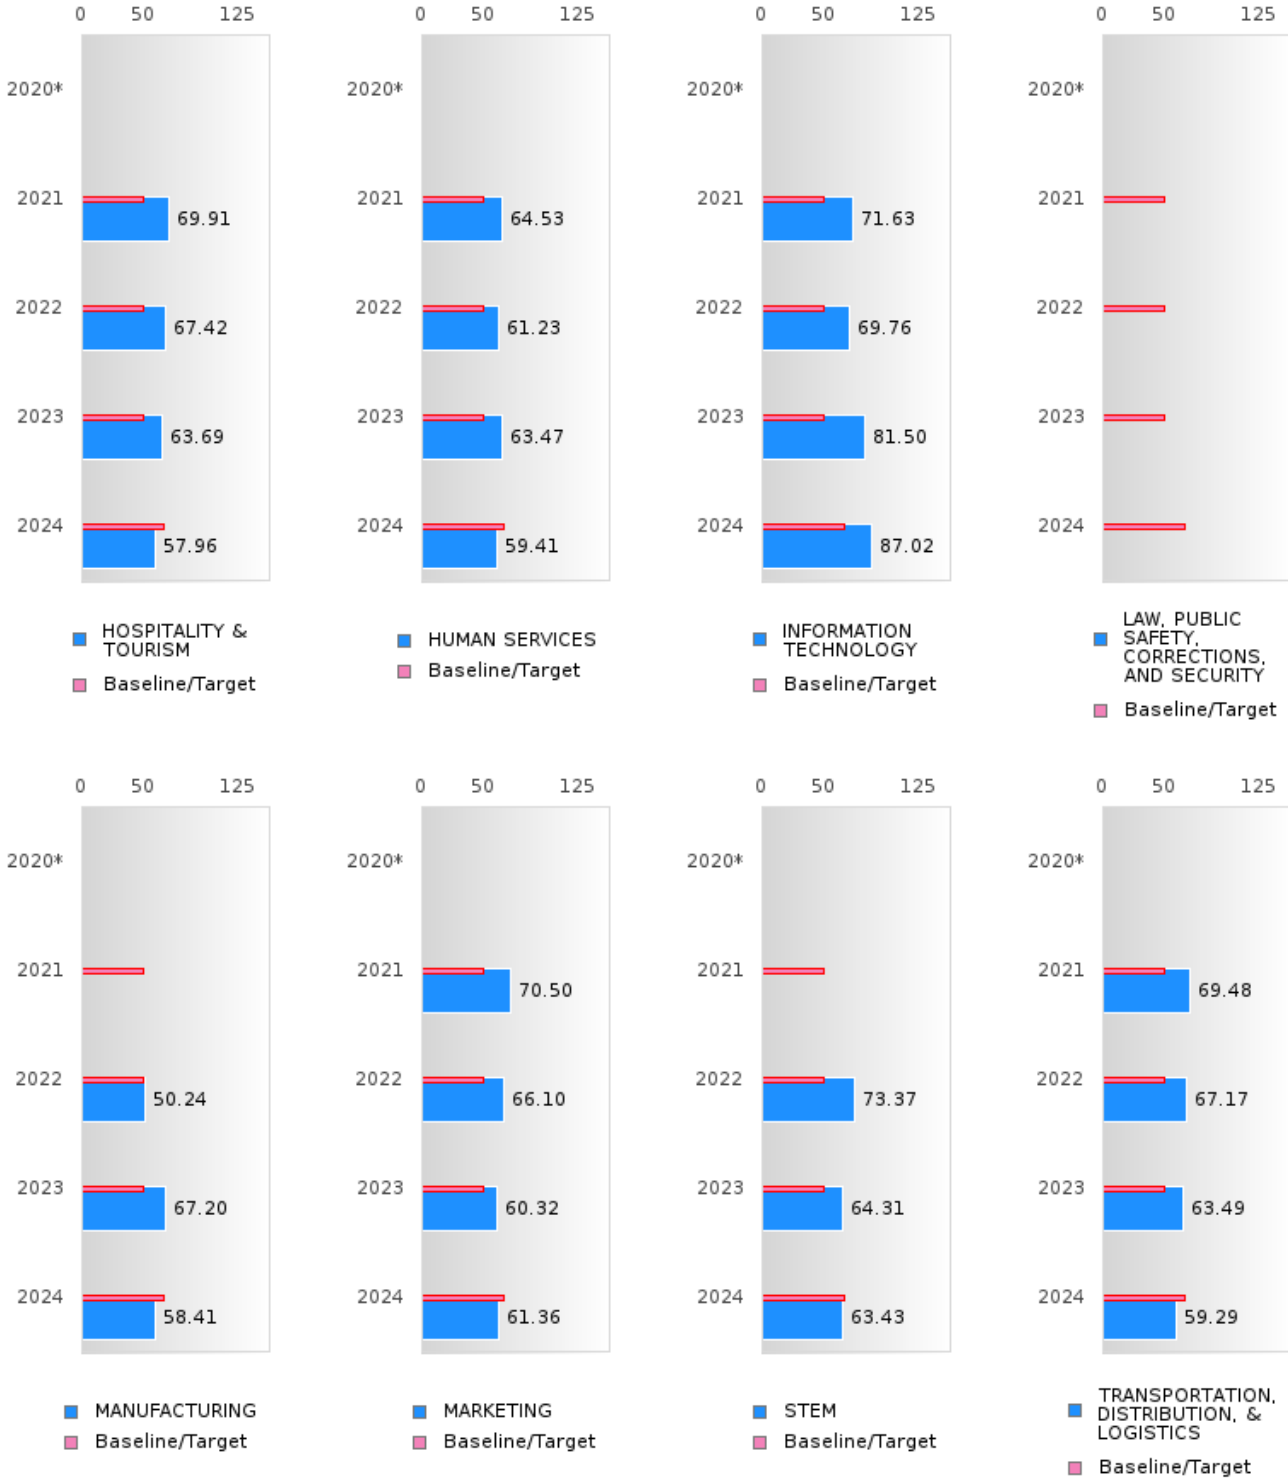 0 50 125
2020*
2021
69.91
2022
67.42
2023
63.69
2024
57.96
HOSPITALITY &
TOURISM
Baseline/Target
0 50 125
2020*
2021
64.53
2022
61.23
2023
63.47
2024
59.41
HUMAN SERVICES
Baseline/Target
0 50 125
2020*
2021
71.63
2022
69.76
2023
81.50
2024
87.02
INFORMATION
TECHNOLOGY
Baseline/Target
0 50 125
2020*
2021
2022
2023
2024
LAW, PUBLIC
SAFETY,
CORRECTIONS,
AND SECURITY
Baseline/Target
0 50 125
2020*
2021
2022
50.24
2023
67.20
2024
58.41
MANUFACTURING
Baseline/Target
0 50 125
2020*
2021
70.50
2022
66.10
2023
60.32
2024
61.36
MARKETING
Baseline/Target
0 50 125
2020*
2021
2022
73.37
2023
64.31
2024
63.43
STEM
Baseline/Target
0 50 125
2020*
2021
69.48
2022
67.17
2023
63.49
2024
59.29
TRANSPORTATION,
DISTRIBUTION, &
LOGISTICS
Baseline/Target